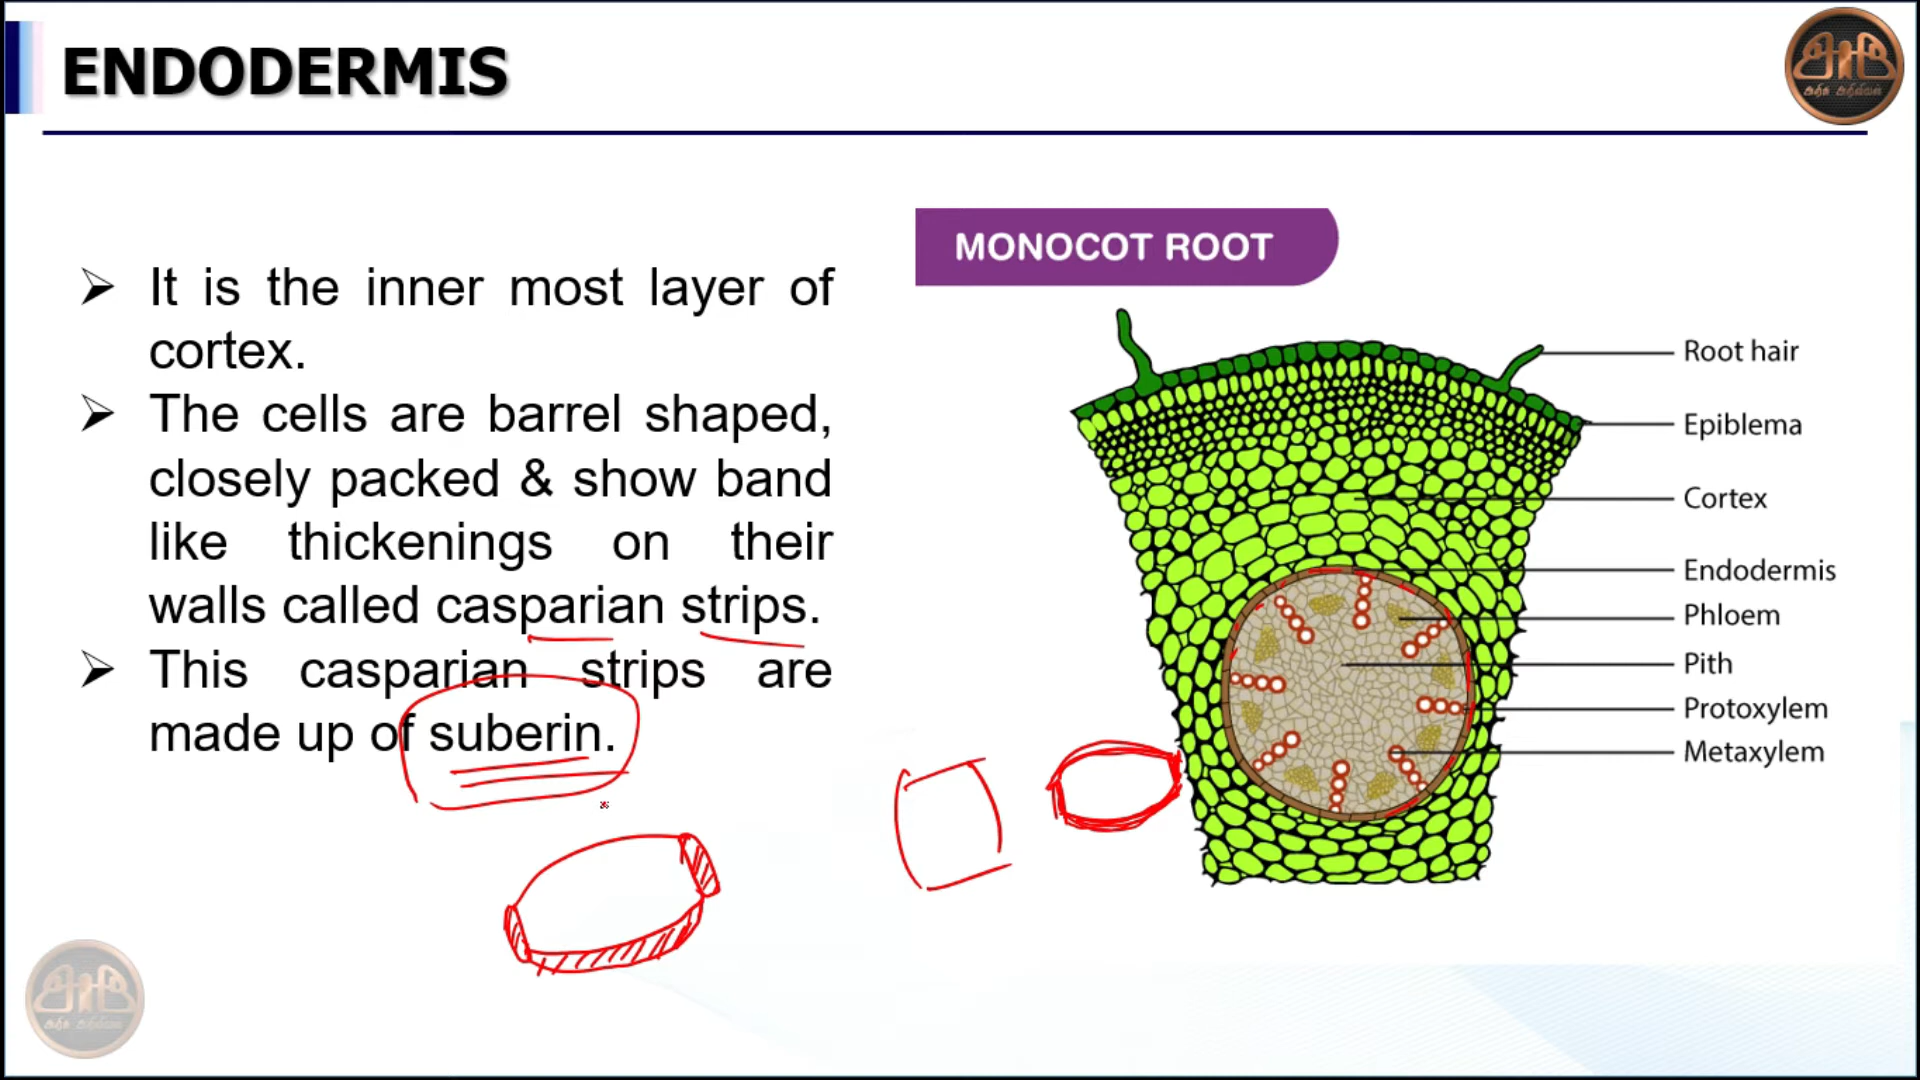 ENDODERMIS
➢ It is the inner most layer of
cortex.
➢ The cells are barrel shaped,
closely packed & show band
like thickenings on their
walls called casparian strips.
➢ This casparian strips are
made up of suberin.
MONOCOT ROOT
Root hair
Epiblema
Cortex
Endodermis
Phloem
Pith
Protoxylem
Metaxylem